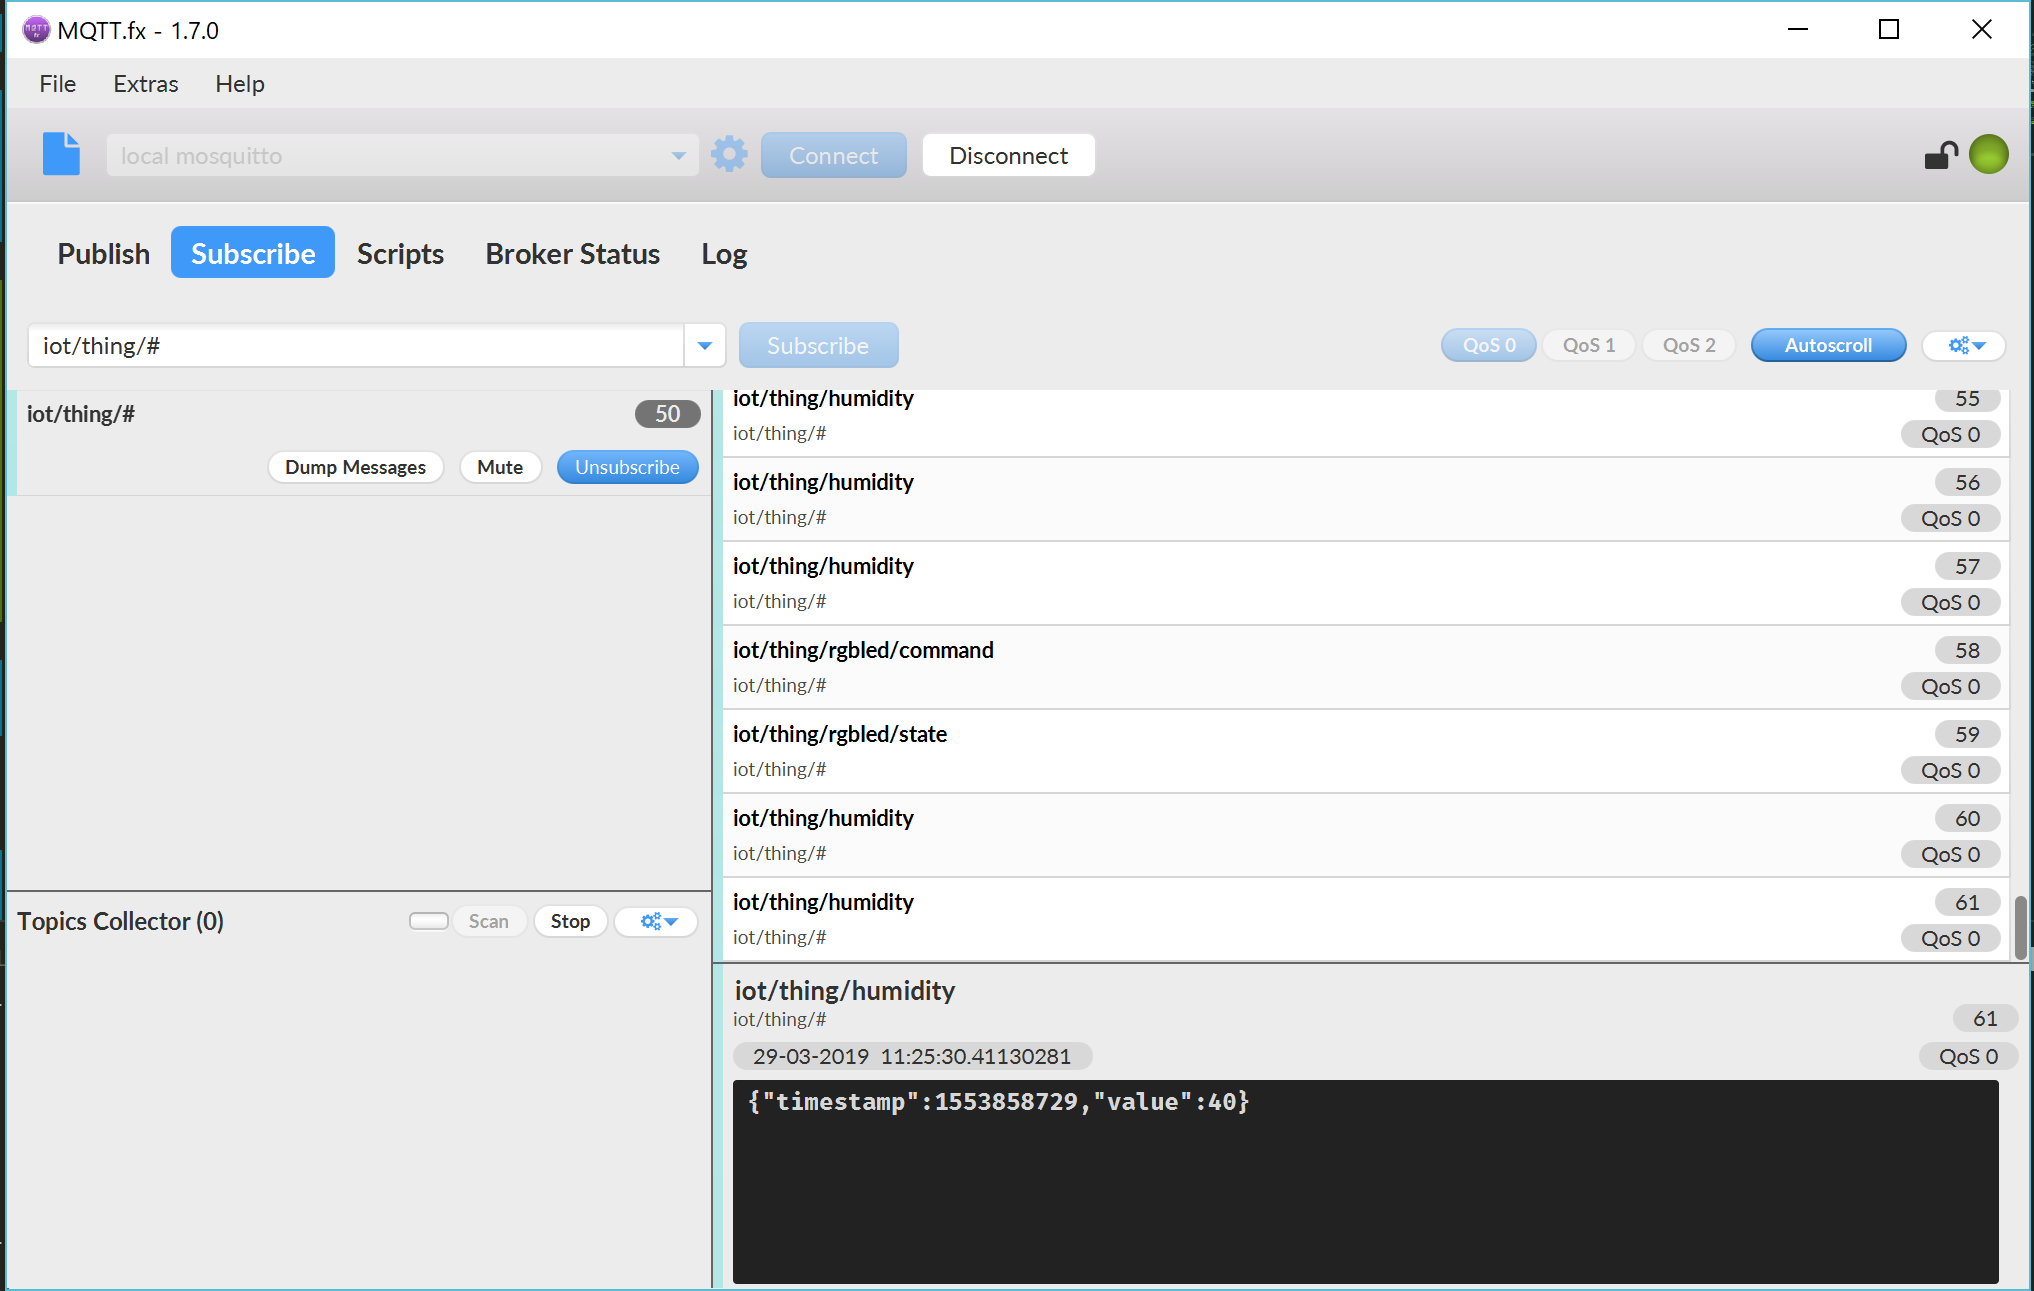 MQTT.fx - 1.7.0
File Extras Help
local mosquitto Connect Disconnect
Publish Subscribe Scripts Broker Status Log
iot/thing/# Subscribe QoS 0 QoS 1 QoS 2 Autoscroll
iot/thing/# 50
Dump Messages Mute Unsubscribe
iot/thing/humidity 55
iot/thing/# QoS 0
iot/thing/humidity 56
iot/thing/# QoS 0
iot/thing/humidity 57
iot/thing/# QoS 0
iot/thing/rgbled/command 58
iot/thing/# QoS 0
iot/thing/rgbled/state 59
iot/thing/# QoS 0
iot/thing/humidity 60
iot/thing/# QoS 0
iot/thing/humidity 61
iot/thing/# QoS 0
Topics Collector (0) Scan Stop
iot/thing/humidity
iot/thing/# 61
29-03-2019 11:25:30.41130281 QoS 0
{"timestamp":1553858729,"value":40}